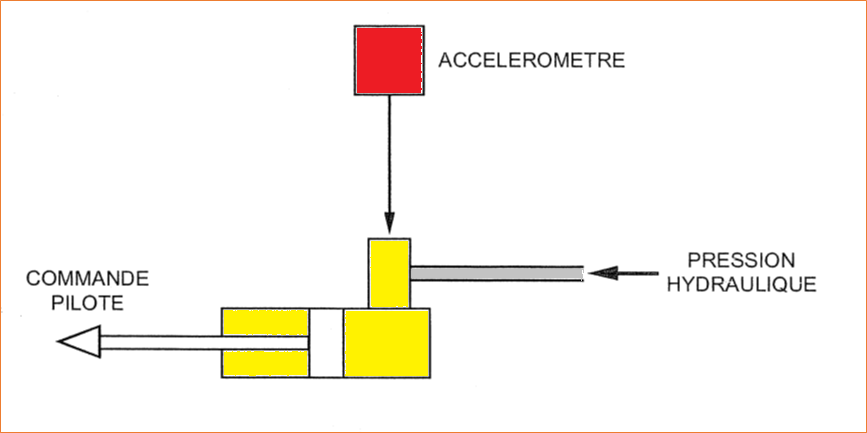 ACCELEROMETRE
PRESSION
HYDRAULIQUE
COMMANDE
PILOTE